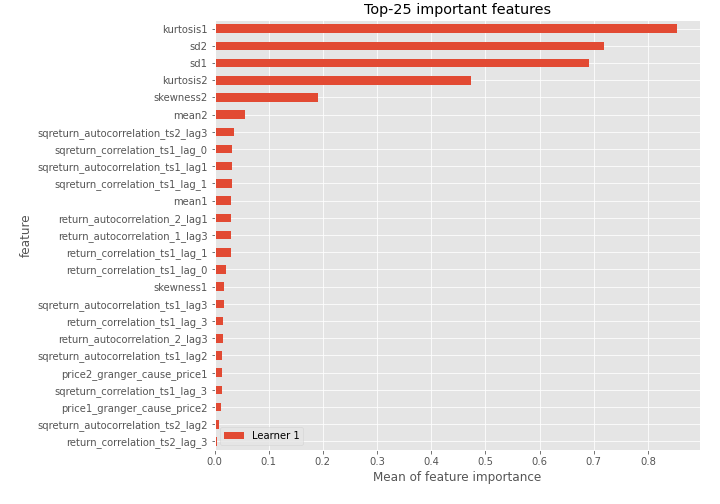 Top-25 important features
kurtosis1
sd2
sd1
kurtosis2
skewness2
mean2
sqreturn_autocorrelation_ts2_lag3
sqreturn_correlation_ts1_lag_0
sqreturn_autocorrelation_ts1_lag1
sqreturn_correlation_ts1_lag_1
mean1
return_autocorrelation_2_lag1
return_autocorrelation_1_lag3
return_correlation_ts1_lag_1
return_correlation_ts1_lag_0
skewness1
sqreturn_autocorrelation_ts1_lag3
return_correlation_ts1_lag_3
return_autocorrelation_2_lag3
sqreturn_autocorrelation_ts1_lag2
price2_granger_cause_price1
sqreturn_correlation_ts1_lag_3
price1_granger_cause_price2
sqreturn_autocorrelation_ts2_lag2
return_correlation_ts2_lag_3
feature
Learner 1
0.0 0.1 0.2 0.3 0.4 0.5 0.6 0.7 0.8
Mean of feature importance